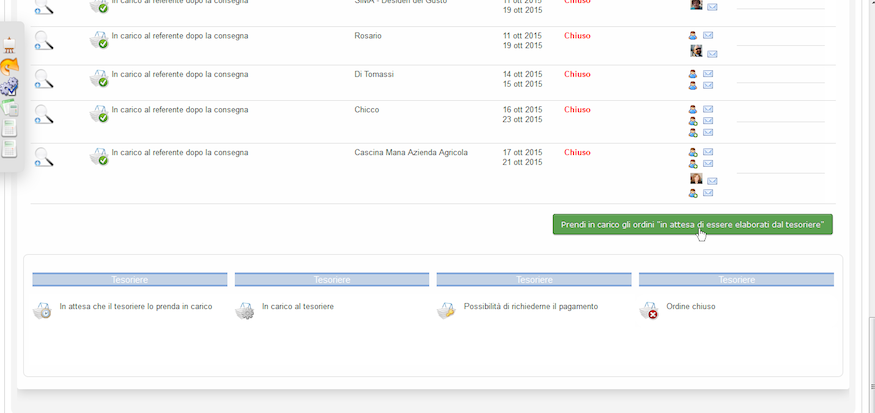 In carico al referente dopo la consegna SIMA - Desideri del Gusto Chiuso
19 ott 2015
In carico al referente dopo la consegna Rosario 11 ott 2015 Chiuso
19 ott 2015
In carico al referente dopo la consegna Di Tomassi 14 ott 2015 Chiuso
15 ott 2015
In carico al referente dopo la consegna Chicco 16 ott 2015 Chiuso
23 ott 2015
In carico al referente dopo la consegna Cascina Mana Azienda Agricola 17 ott 2015 Chiuso
21 ott 2015
Prendi in carico gli ordini "in attesa di essere elaborati dal tesoriere"
Tesoriere Tesoriere Tesoriere Tesoriere
In attesa che il tesoriere lo prenda in carico In carico al tesoriere Possibilità di richiederne il pagamento Ordine chiuso